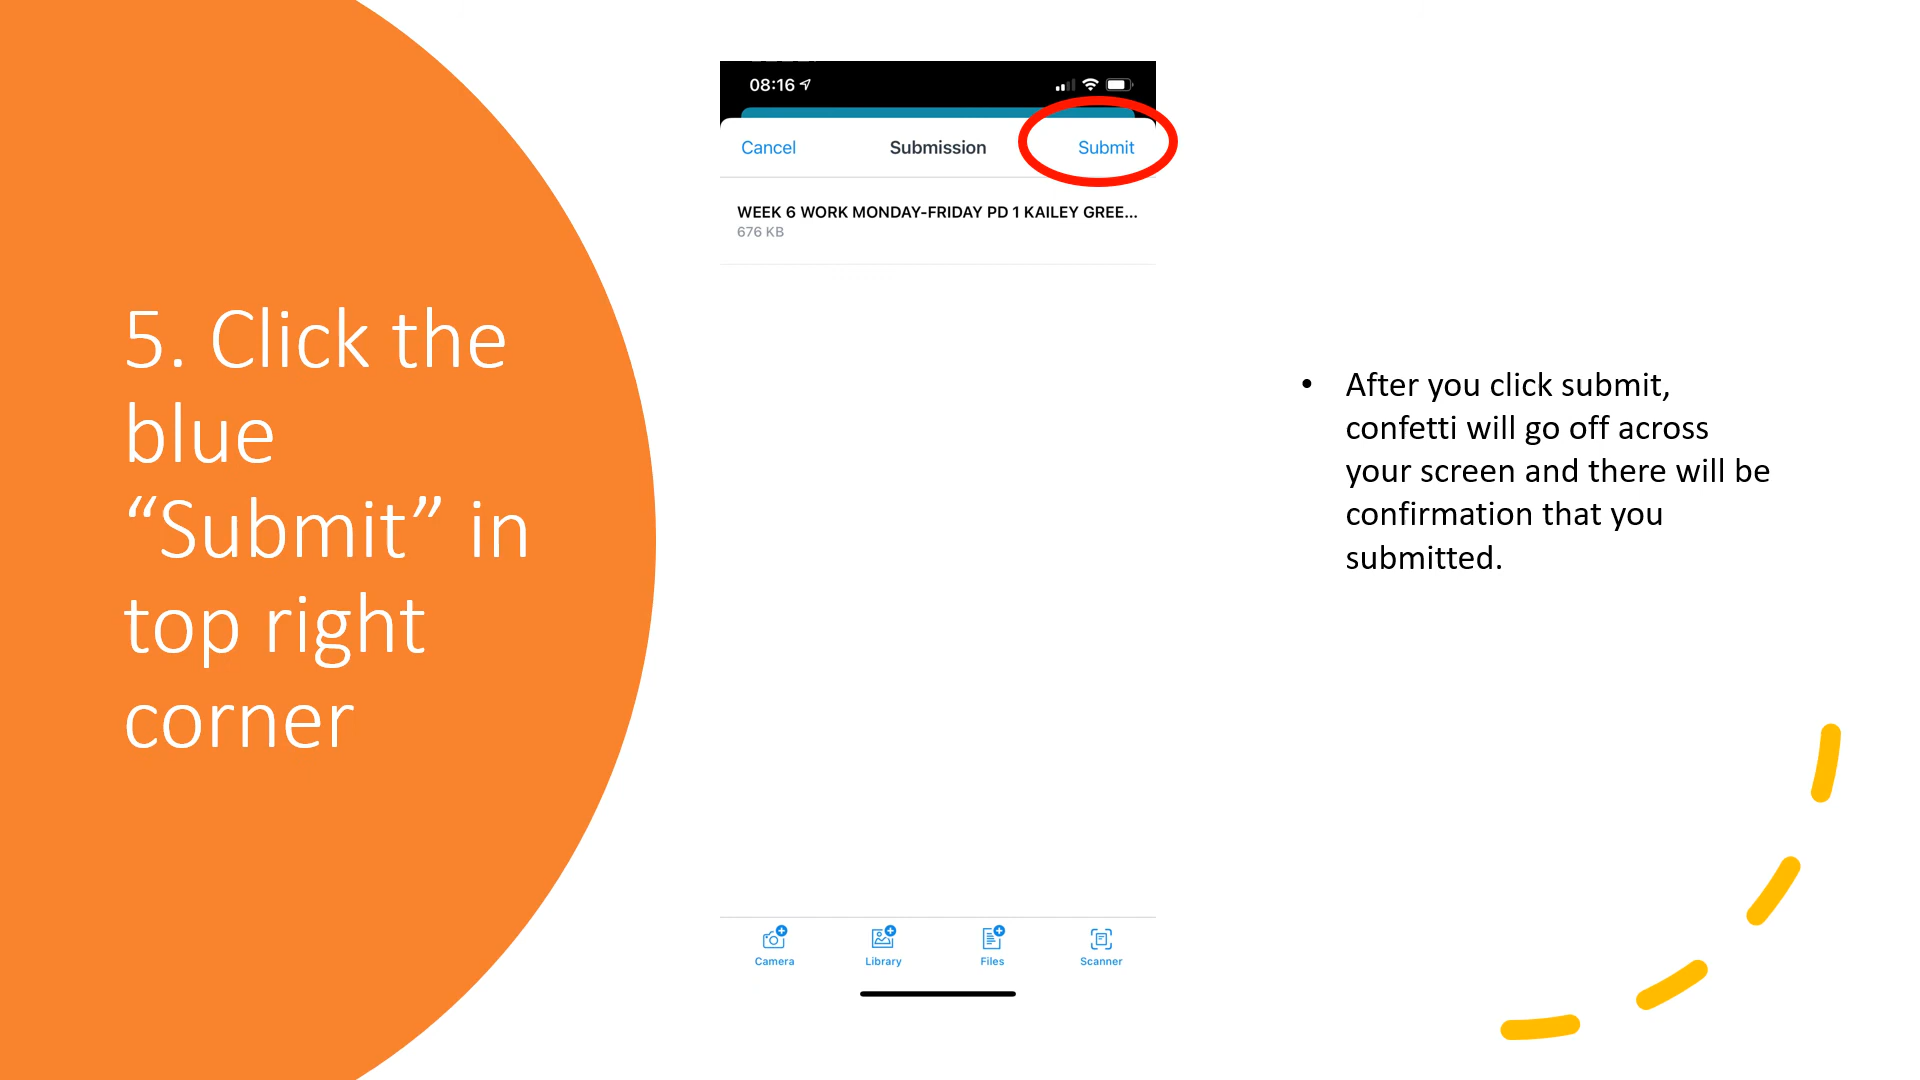 5. Click the
blue
“Submit” in
top right
corner
08:16
Cancel
Submission
Submit
WEEK 6 WORK MONDAY-FRIDAY PD 1 KAILEY GREE...
676 KB
Camera
Library
Files
Scanner
• After you click submit,
confetti will go off across
your screen and there will be
confirmation that you
submitted.